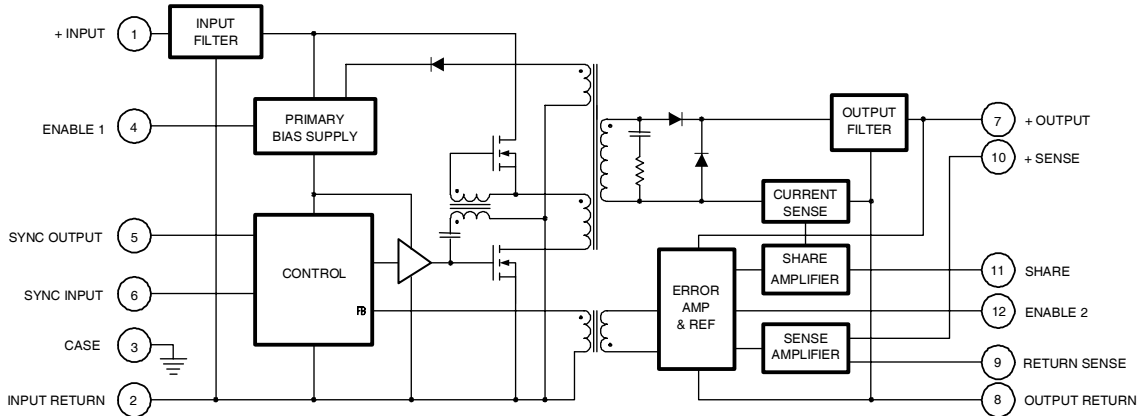 + INPUT
1
INPUT
FILTER
ENABLE 1
4
PRIMARY
BIAS SUPPLY
SYNC OUTPUT
5
SYNC INPUT
6
CONTROL
FB
CASE
3
INPUT RETURN
2
OUTPUT
FILTER
7
+ OUTPUT
10
+ SENSE
CURRENT
SENSE
ERROR
AMP
& REF
SHARE
AMPLIFIER
11
SHARE
12
ENABLE 2
SENSE
AMPLIFIER
9
RETURN SENSE
8
OUTPUT RETURN